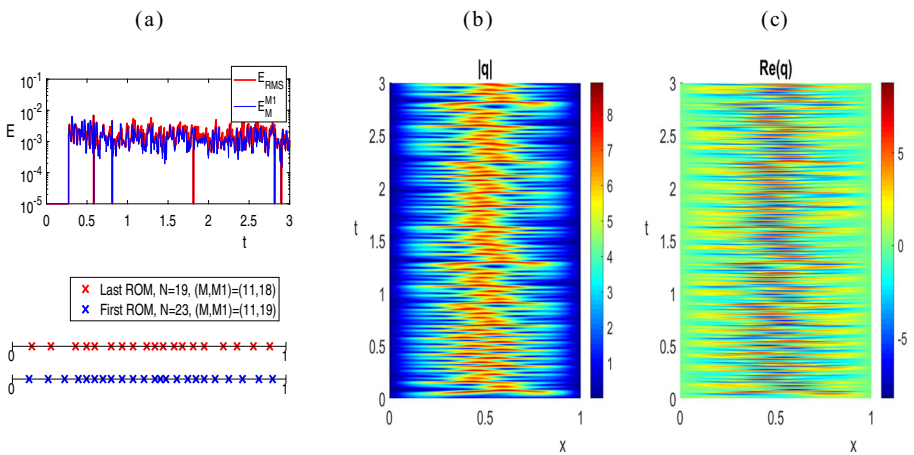 (a)
(b)
(c)
10^-1
10^-2
E
10^-3
10^-4
10^-5
0 0.5 1 1.5 2 2.5 3
t
E_RMS
E_M^M1
Last ROM, N=19, (M,M1)=(11,18)
First ROM, N=23, (M,M1)=(11,19)
0 1
0 1
|q|
3
2.5
2
t
1.5
1
0.5
0
0 0.5 1
x
8
7
6
5
4
3
2
1
Re(q)
3
2.5
2
t
1.5
1
0.5
0
0 0.5 1
x
5
0
-5